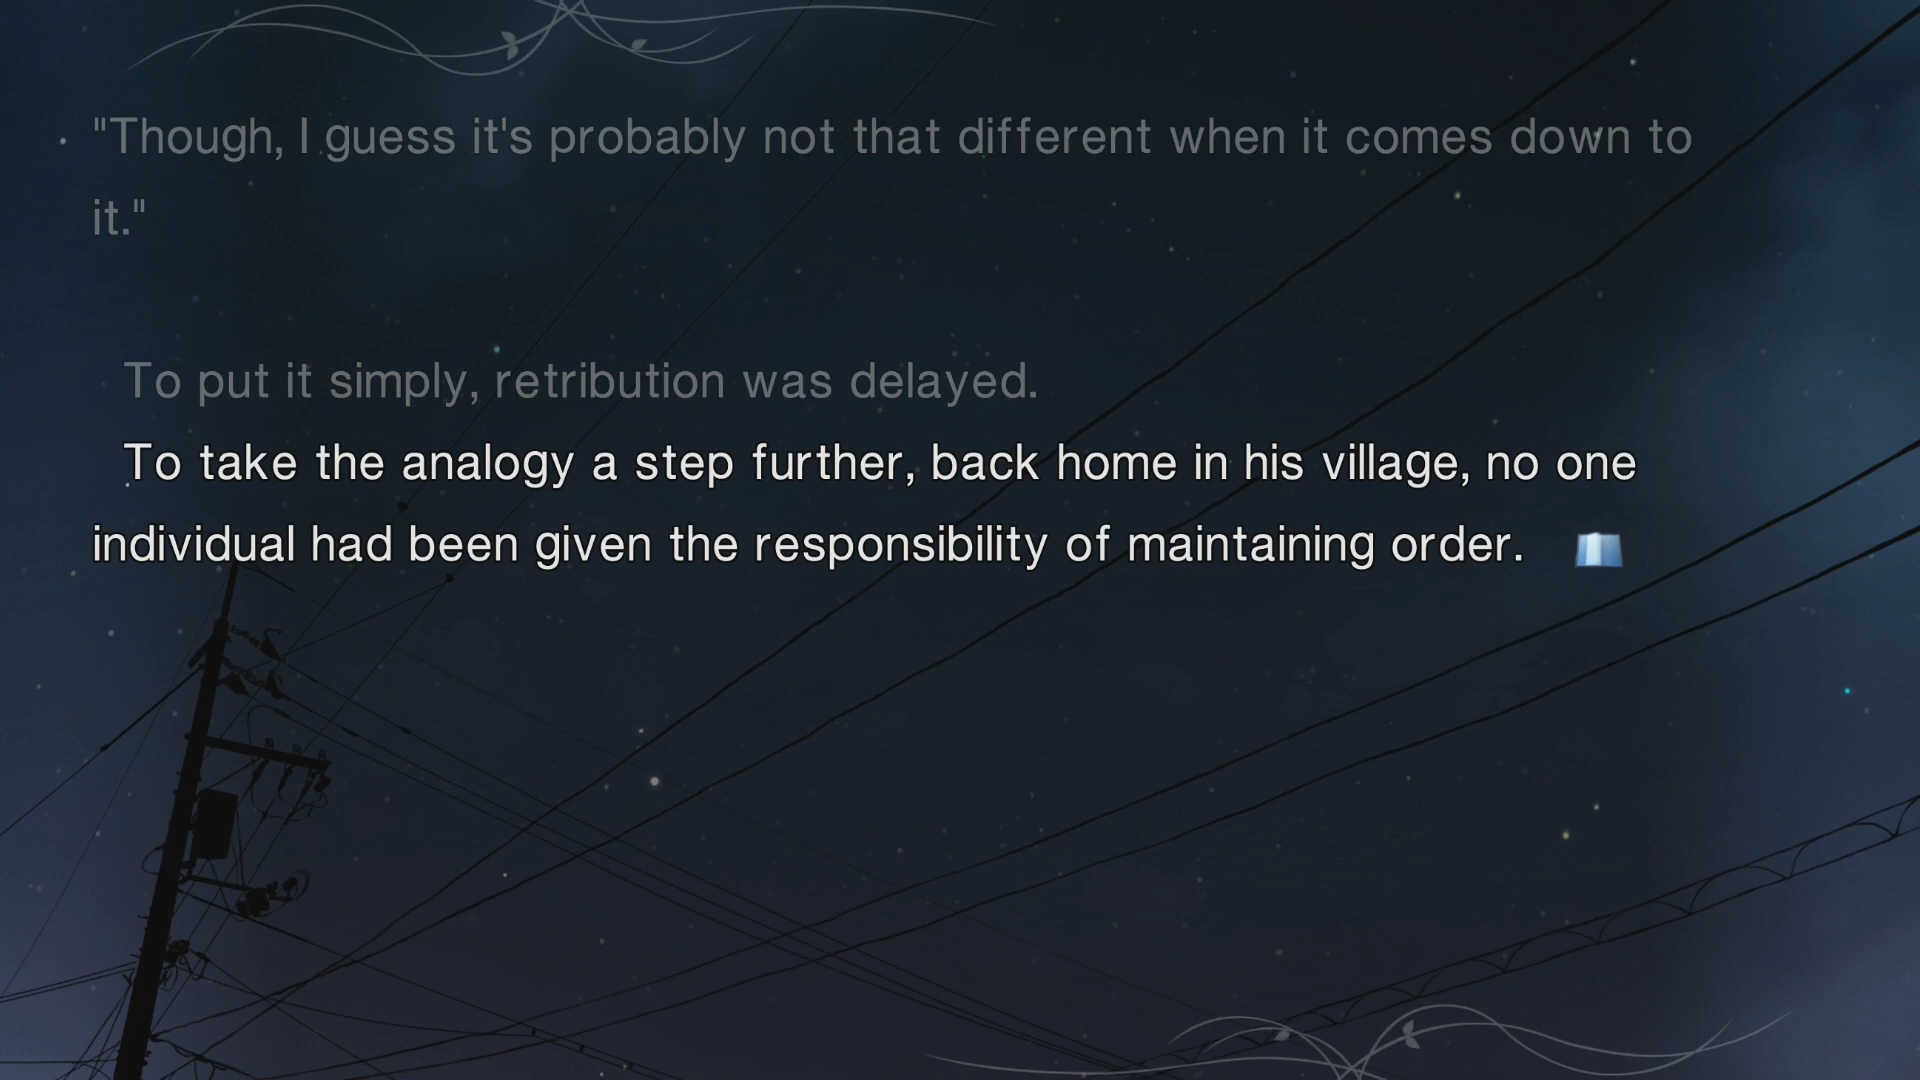 "Though, I guess it's probably not that different when it comes down to
it."
To put it simply, retribution was delayed.
To take the analogy a step further, back home in his village, no one
individual had been given the responsibility of maintaining order.